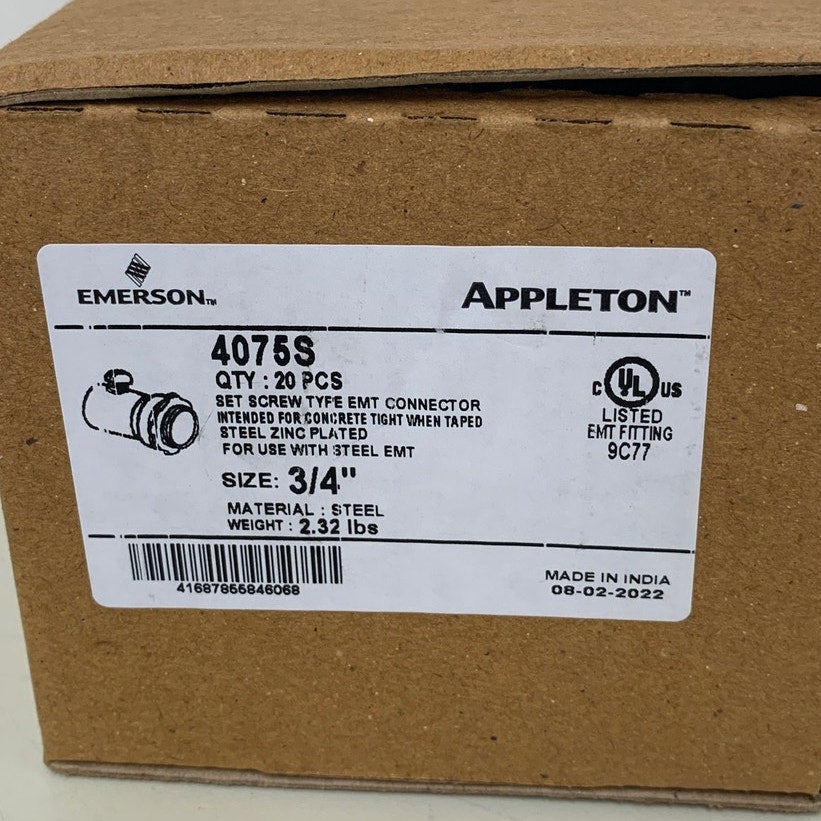 EMERSON™
APPLETON™
4075S
QTY : 20 PCS
SET SCREW TYPE EMT CONNECTOR
INTENDED FOR CONCRETE TIGHT WHEN TAPED
STEEL ZINC PLATED
FOR USE WITH STEEL EMT
SIZE: 3/4"
MATERIAL : STEEL
WEIGHT : 2.32 lbs
C UL US
LISTED
EMT FITTING
9C77
41687855846068
MADE IN INDIA
08-02-2022